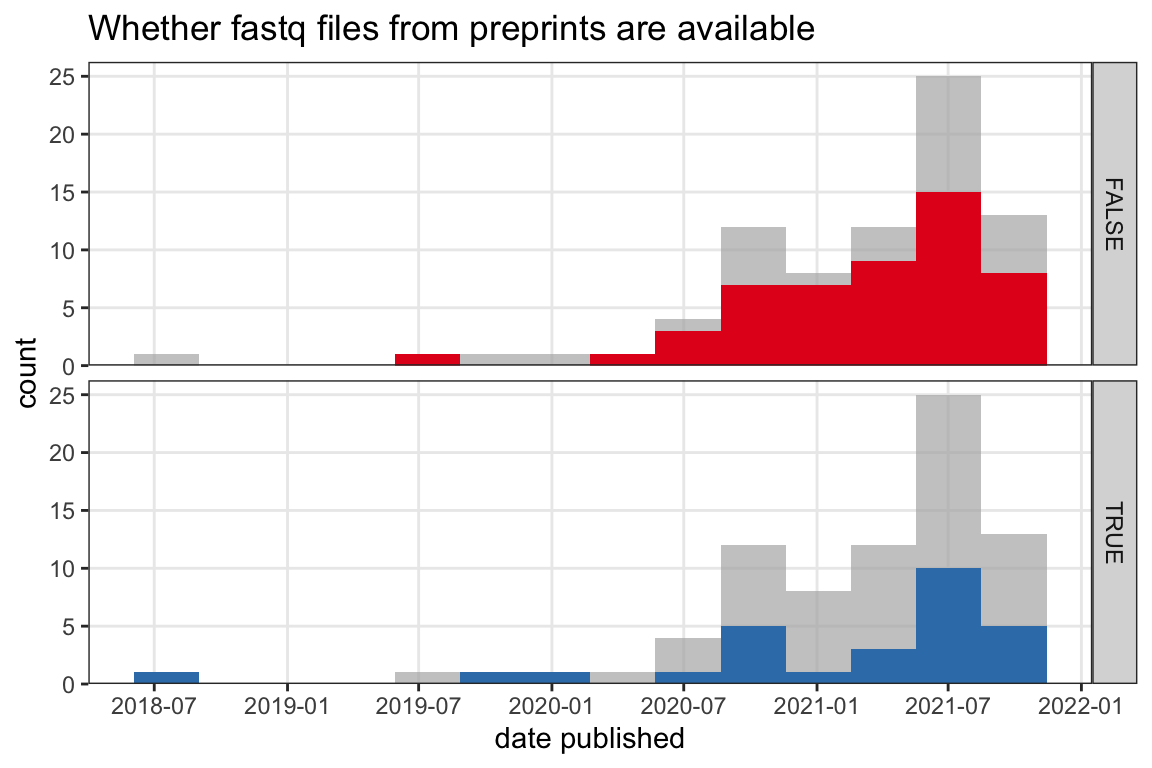 Whether fastq files from preprints are available
25
20
15
10
5
0
FALSE
count
25
20
15
10
5
0
TRUE
2018-07 2019-01 2019-07 2020-01 2020-07 2021-01 2021-07 2022-01
date published